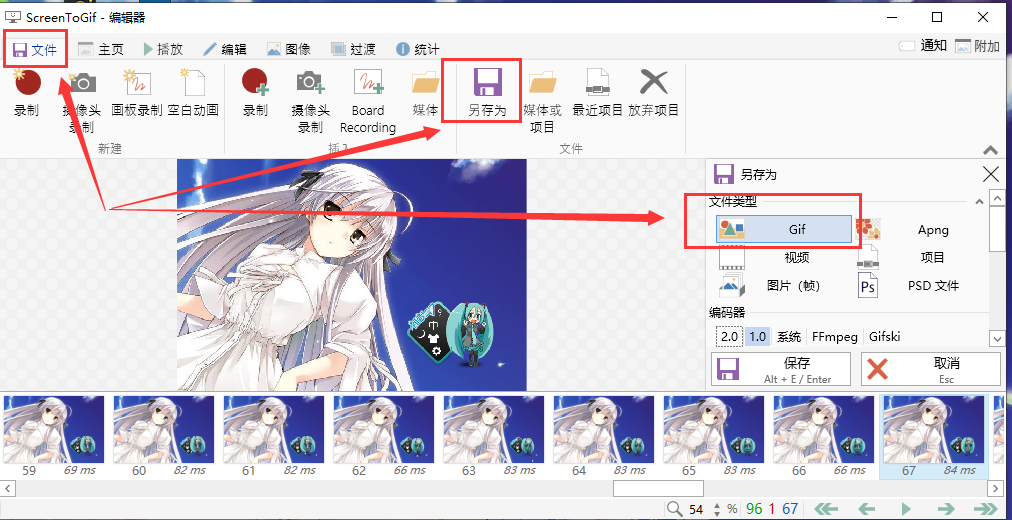 ScreenToGif - 编辑器
文件 主页 播放 编辑 图像 过渡 统计 通知 附加
录制 摄像头 画板录制 空白动画 录制 摄像头 Board 媒体 另存为 媒体或 最近项目 放弃项目
录制 录制 Recording 项目
新建 插入 文件
另存为
文件类型
Gif Apng
视频 项目
图片（帧） Ps PSD 文件
编码器
2.0 1.0 系统 FFmpeg Gifski
保存 取消
Alt + E / Enter Esc
中
59 69 ms 60 82 ms 61 82 ms 62 66 ms 63 83 ms 64 83 ms 65 83 ms 66 66 ms 67 84 ms
54 % 96 1 67